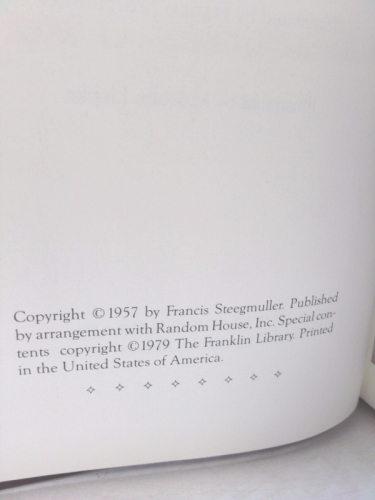 Copyright ©1957 by Francis Steegmuller. Published
by arrangement with Random House, Inc. Special con-
tents copyright ©1979 The Franklin Library. Printed
in the United States of America.